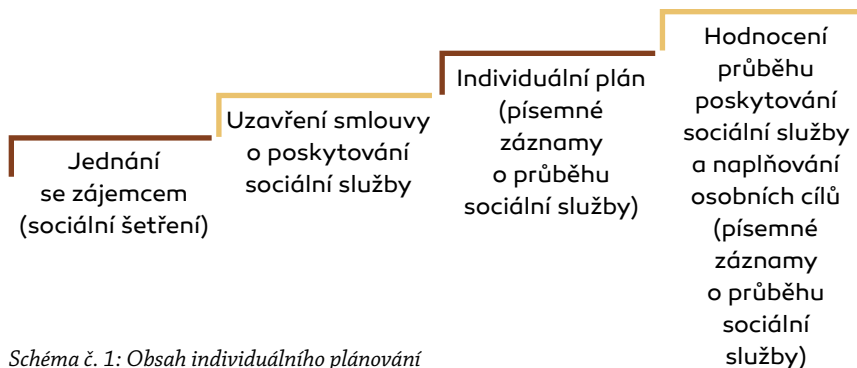 Jednání
se zájemcem
(sociální šetření)
Uzavření smlouvy
o poskytování
sociální služby
Individuální plán
(písemné
záznamy
o průběhu
sociální služby)
Hodnocení
průběhu
poskytování
sociální služby
a naplňování
osobních cílů
(písemné
záznamy
o průběhu
sociální
služby)
Schéma č. 1: Obsah individuálního plánování